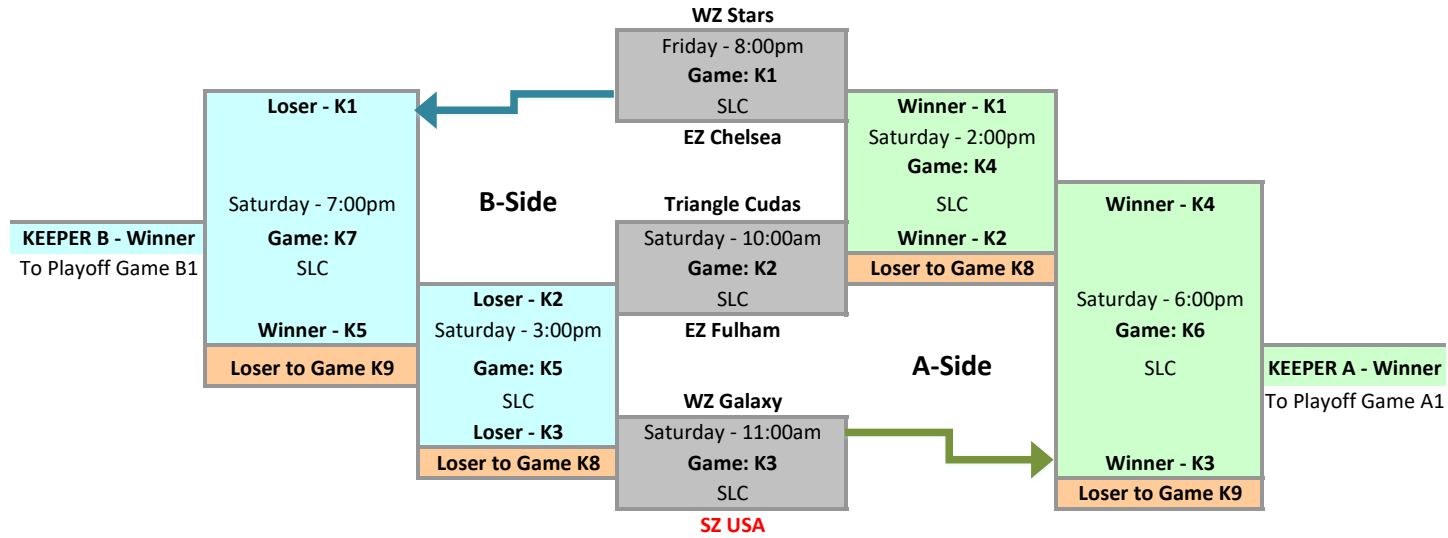 WZ Stars
Friday - 8:00pm
Game: K1
SLC
EZ Chelsea
Loser - K1
Saturday - 7:00pm
Game: K7
SLC
Winner - K5
Loser to Game K9
KEEPER B - Winner
To Playoff Game B1
B-Side
Loser - K2
Saturday - 3:00pm
Game: K5
SLC
Loser - K3
Loser to Game K8
Triangle Cudas
Saturday - 10:00am
Game: K2
SLC
EZ Fulham
WZ Galaxy
Saturday - 11:00am
Game: K3
SLC
SZ USA
Winner - K1
Saturday - 2:00pm
Game: K4
SLC
Winner - K2
Loser to Game K8
A-Side
Winner - K4
Saturday - 6:00pm
Game: K6
SLC
Winner - K3
Loser to Game K9
KEEPER A - Winner
To Playoff Game A1